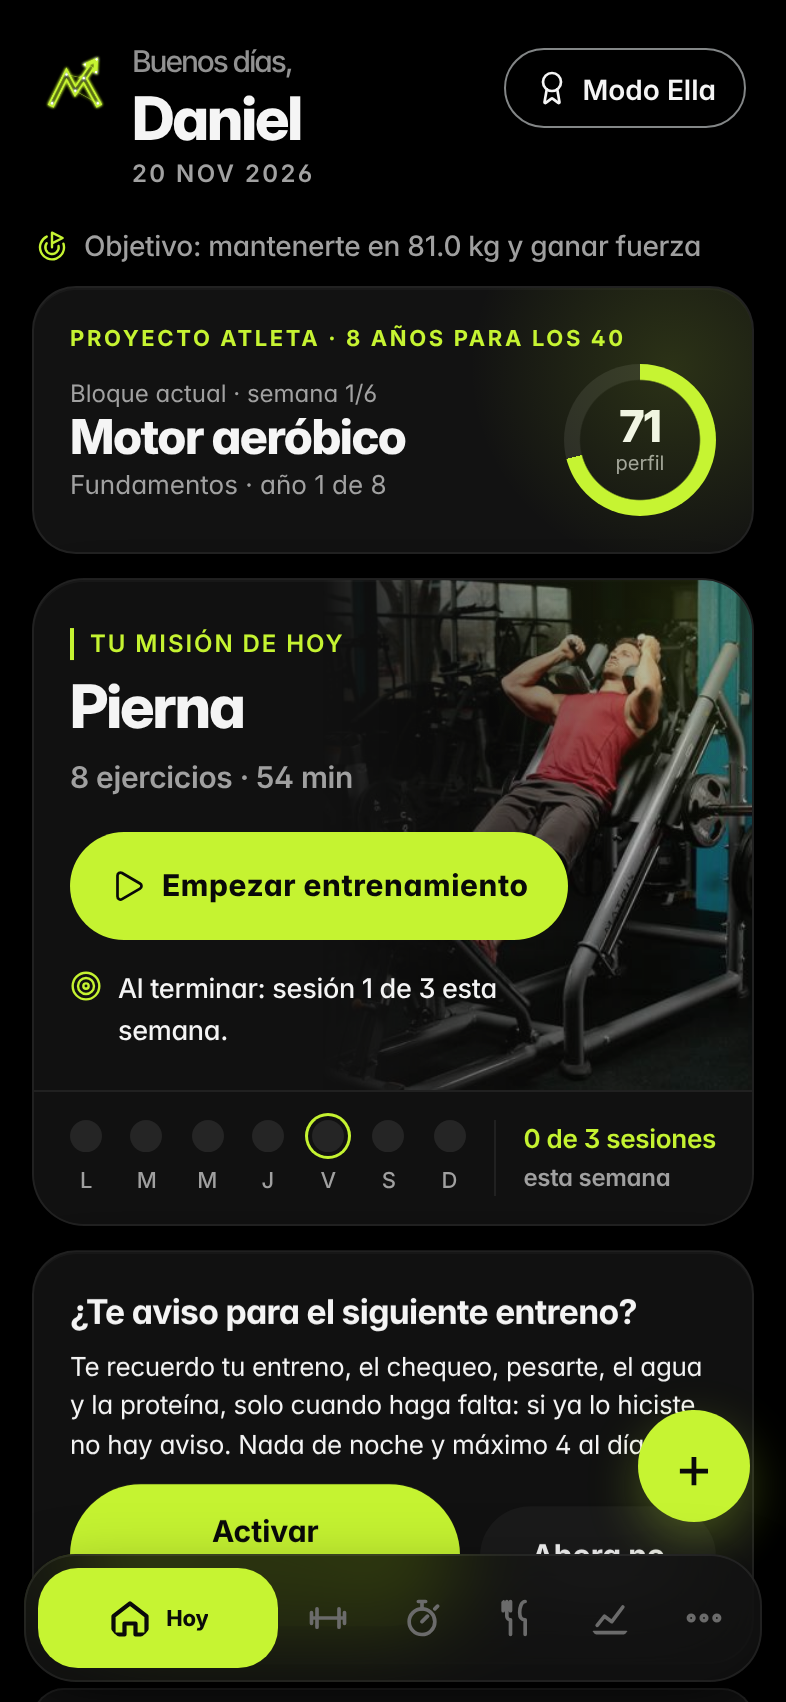 Buenos días,
Daniel
20 NOV 2026
Modo Ella
Objetivo: mantenerte en 81.0 kg y ganar fuerza
PROYECTO ATLETA · 8 AÑOS PARA LOS 40
Bloque actual · semana 1/6
Motor aeróbico
Fundamentos · año 1 de 8
71
perfil
TU MISIÓN DE HOY
Pierna
8 ejercicios · 54 min
Empezar entrenamiento
Al terminar: sesión 1 de 3 esta
semana.
L M M J V S D
0 de 3 sesiones
esta semana
¿Te aviso para el siguiente entreno?
Te recuerdo tu entreno, el chequeo, pesarte, el agua
y la proteína, solo cuando haga falta: si ya lo hiciste,
no hay aviso. Nada de noche y máximo 4 al día
Activar
Ahora no
+
Hoy